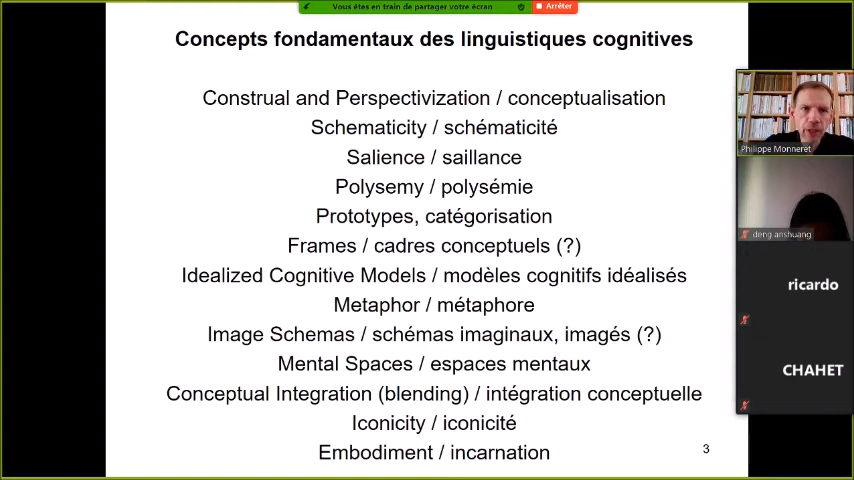 Vous êtes en train de partager votre écran
Arrêter
Concepts fondamentaux des linguistiques cognitives
Construal and Perspectivization / conceptualisation
Schematicity / schématicité
Salience / saillance
Polysemy / polysémie
Prototypes, catégorisation
Frames / cadres conceptuels (?)
Idealized Cognitive Models / modèles cognitifs idéalisés
Metaphor / métaphore
Image Schemas / schémas imaginaux, imagés (?)
Mental Spaces / espaces mentaux
Conceptual Integration (blending) / intégration conceptuelle
Iconicity / iconicité
Embodiment / incarnation
3
Philippe Monneret
deng anshuang
ricardo
CHAHET